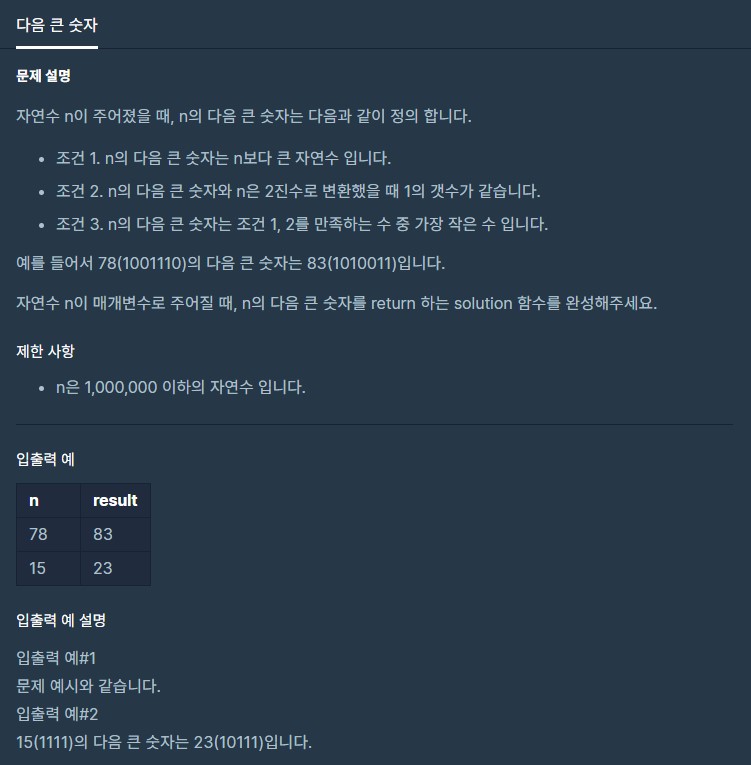 다음 큰 숫자
문제 설명
자연수 n이 주어졌을 때, n의 다음 큰 숫자는 다음과 같이 정의 합니다.
조건 1. n의 다음 큰 숫자는 n보다 큰 자연수 입니다.
조건 2. n의 다음 큰 숫자와 n은 2진수로 변환했을 때 1의 갯수가 같습니다.
조건 3. n의 다음 큰 숫자는 조건 1, 2를 만족하는 수 중 가장 작은 수 입니다.
예를 들어서 78(1001110)의 다음 큰 숫자는 83(1010011)입니다.
자연수 n이 매개변수로 주어질 때, n의 다음 큰 숫자를 return 하는 solution 함수를 완성해주세요.
제한 사항
n은 1,000,000 이하의 자연수 입니다.
입출력 예
n result
78 83
15 23
입출력 예 설명
입출력 예#1
문제 예시와 같습니다.
입출력 예#2
15(1111)의 다음 큰 숫자는 23(10111)입니다.